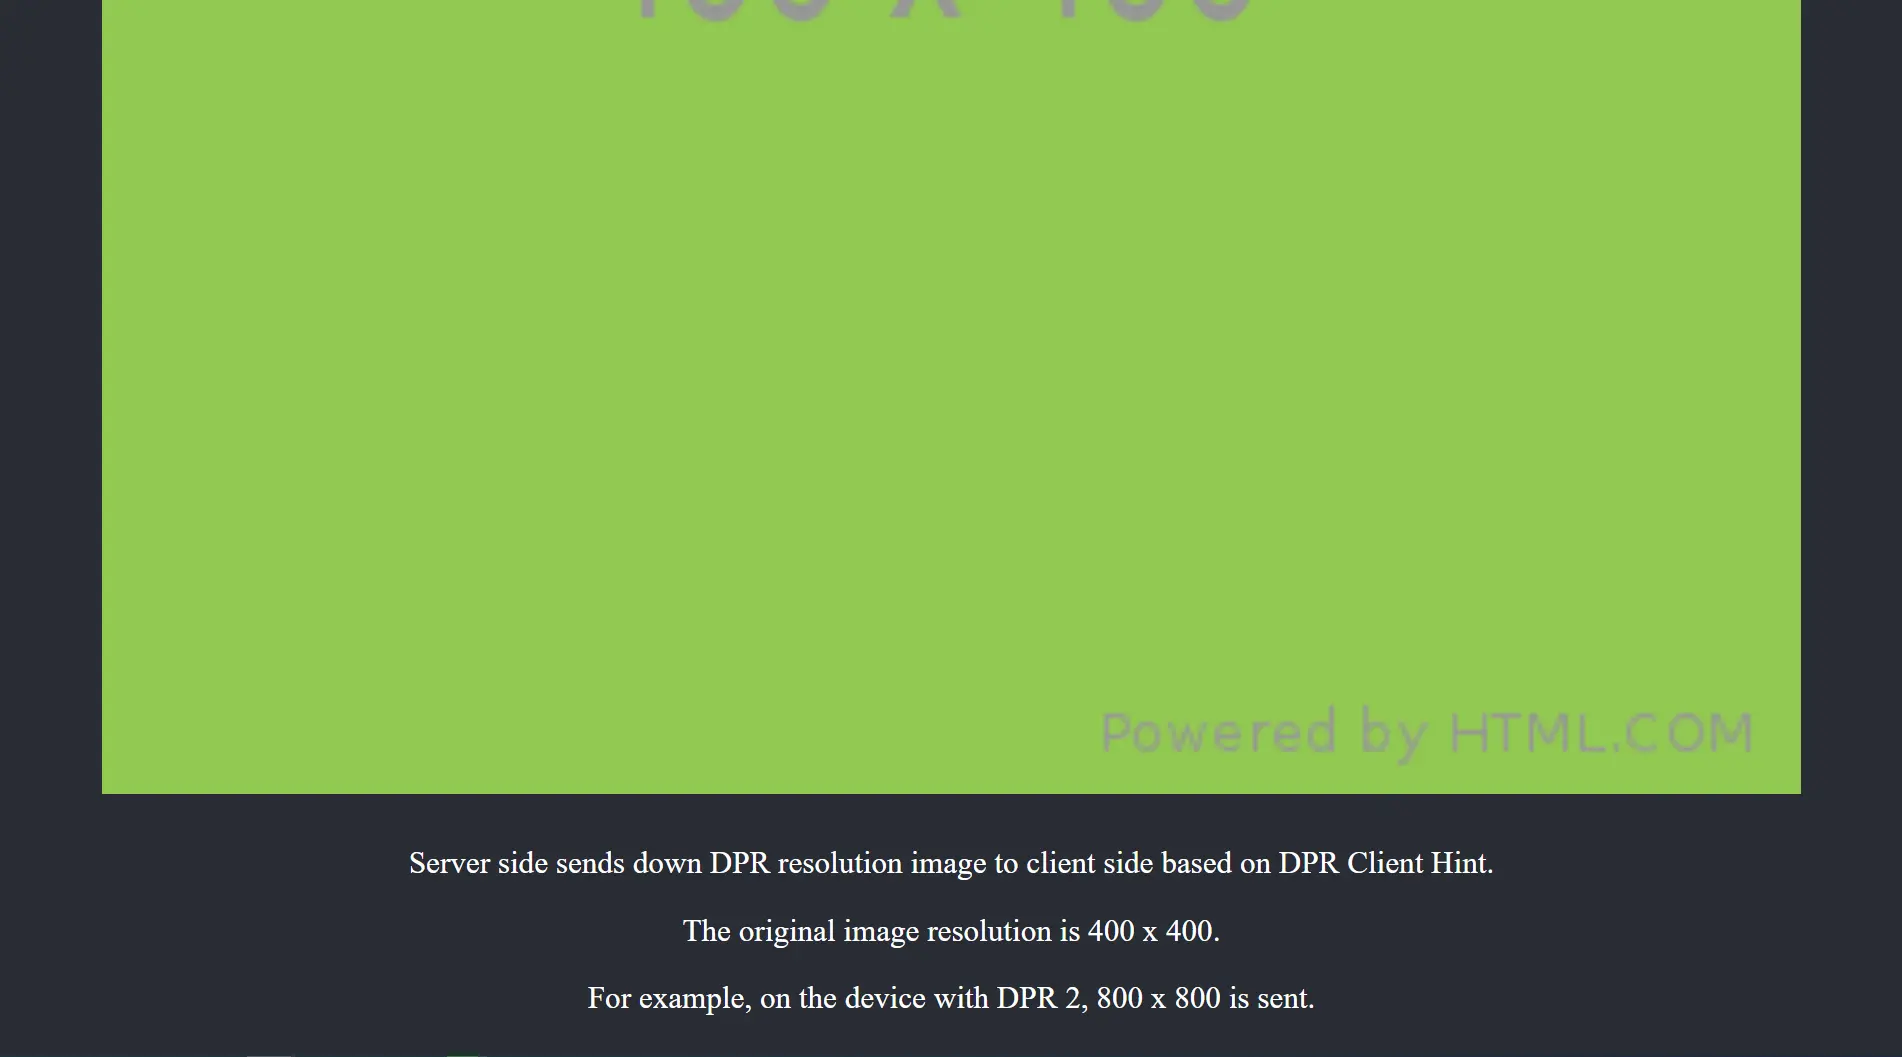 Powered by HTML.COM
Server side sends down DPR resolution image to client side based on DPR Client Hint.
The original image resolution is 400 x 400.
For example, on the device with DPR 2, 800 x 800 is sent.